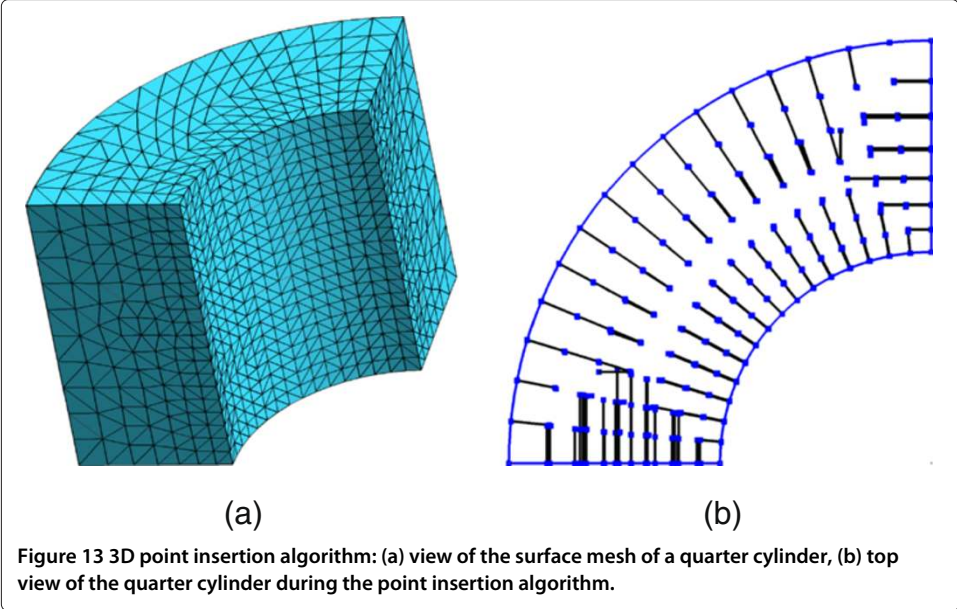 (a)
(b)
Figure 13 3D point insertion algorithm: (a) view of the surface mesh of a quarter cylinder, (b) top
view of the quarter cylinder during the point insertion algorithm.